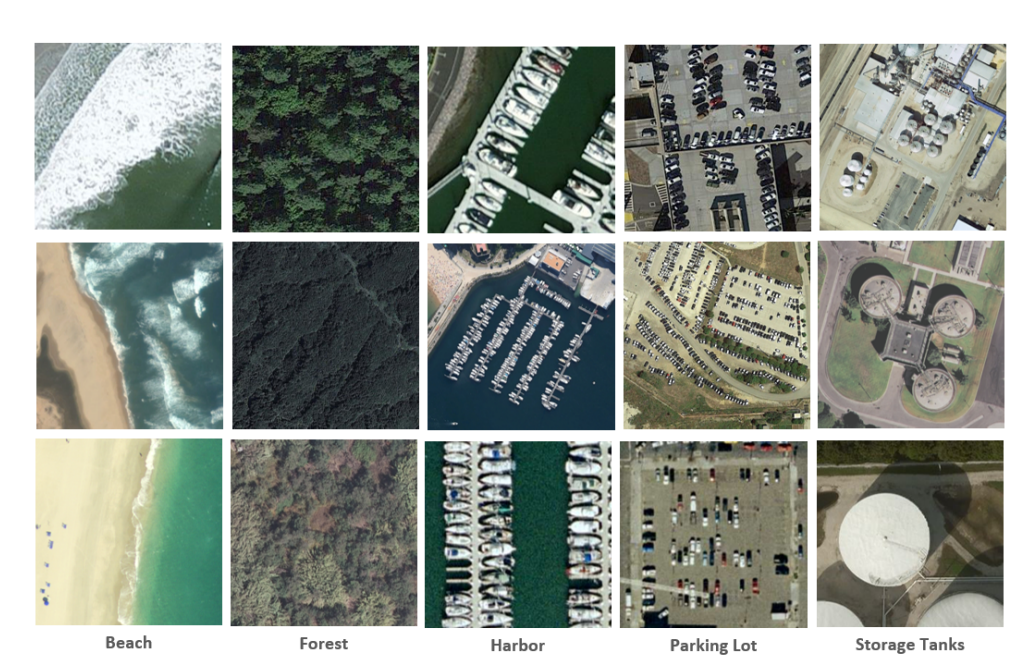 Beach
Forest
Harbor
Parking Lot
Storage Tanks